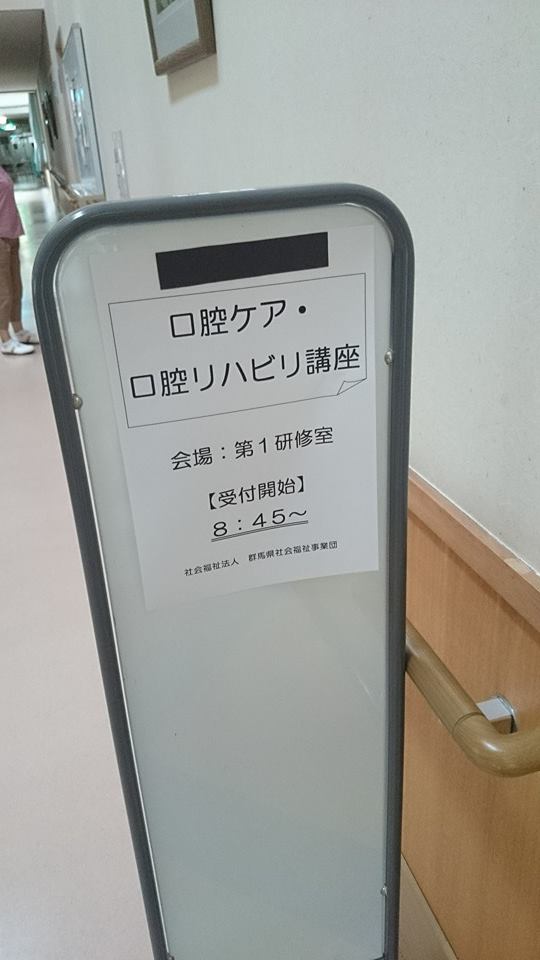 口腔ケア・
口腔リハビリ講座
会場：第１研修室
【受付開始】
８：４５～
社会福祉法人　群馬県社会福祉事業団